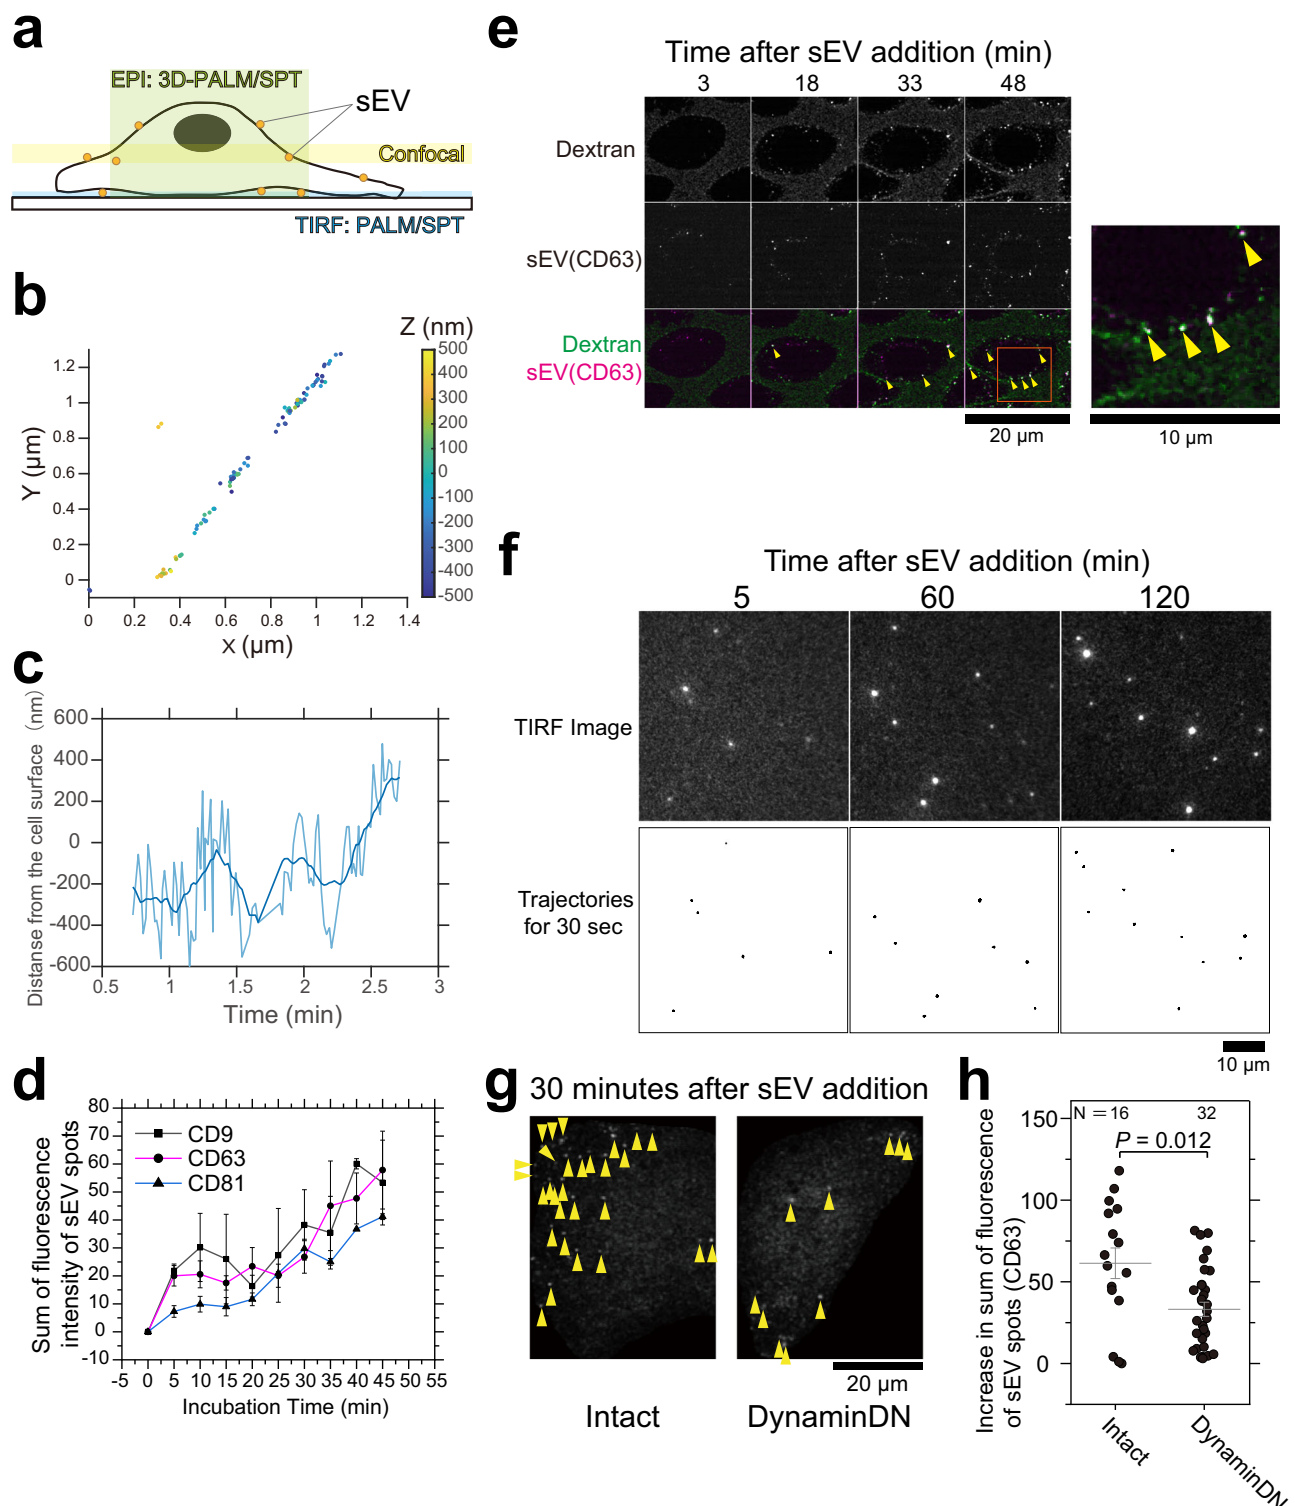 a
EPI: 3D-PALM/SPT
sEV
Confocal
TIRF: PALM/SPT
b
Z (nm)
500
400
300
200
100
0
-100
-200
-300
-400
-500
1.2
1
0.8
0.6
0.4
0.2
0
Y (μm)
0 0.2 0.4 0.6 0.8 1 1.2 1.4
X (μm)
c
600
400
200
0
-200
-400
-600
Distanse from the cell surface (nm)
0.5 1 1.5 2 2.5 3
Time (min)
d
80
70
60
50
40
30
20
10
0
-10
Sum of fluorescence
intensity of sEV spots
CD9
CD63
CD81
-5 0 5 10 15 20 25 30 35 40 45 50 55
Incubation Time (min)
e
Time after sEV addition (min)
3 18 33 48
Dextran
sEV(CD63)
Dextran
sEV(CD63)
20 μm
10 μm
f
Time after sEV addition (min)
5 60 120
TIRF Image
Trajectories
for 30 sec
10 μm
g
30 minutes after sEV addition
20 μm
Intact DynaminDN
h
150
100
50
0
Increase in sum of fluorescence
of sEV spots (CD63)
N = 16 32
P = 0.012
Intact
DynaminDN